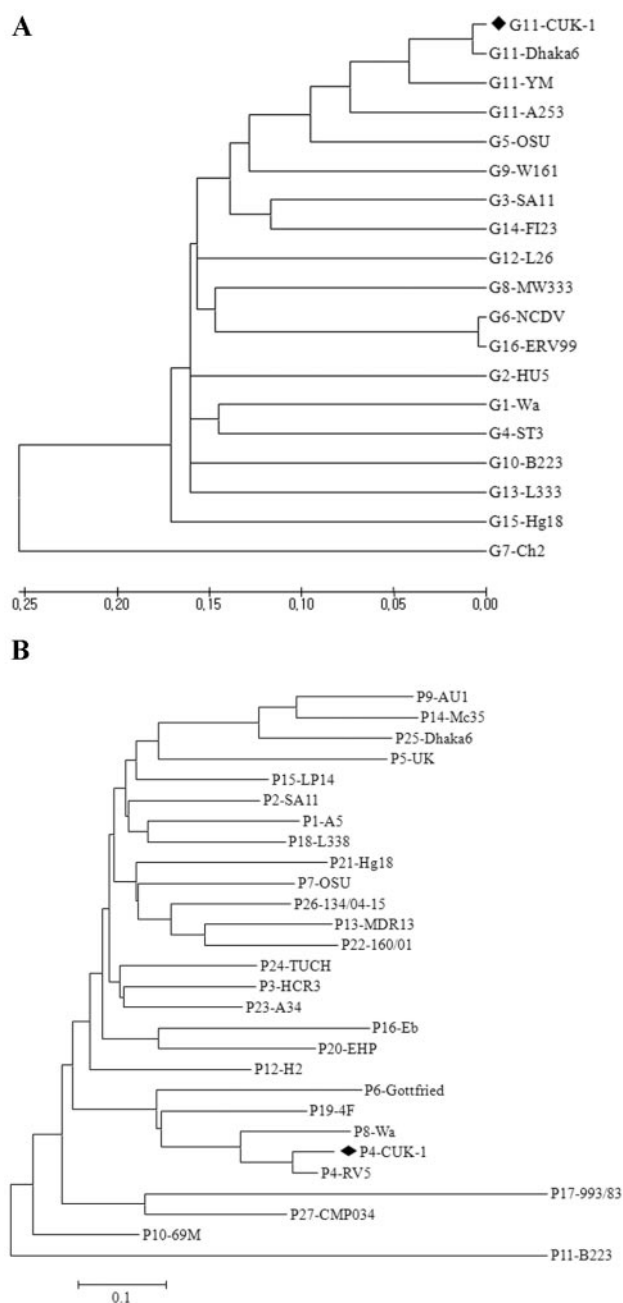 A
G11-CUK-1
G11-Dhaka6
G11-YM
G11-A253
G5-OSU
G9-W161
G3-SA11
G14-FI23
G12-L26
G8-MW333
G6-NCDV
G16-ERV99
G2-HU5
G1-Wa
G4-ST3
G10-B223
G13-L333
G15-Hg18
G7-Ch2
0,25 0,20 0,15 0,10 0,05 0,00
B
P9-AU1
P14-Mc35
P25-Dhaka6
P5-UK
P15-LP14
P2-SA11
P1-A5
P18-L338
P21-Hg18
P7-OSU
P26-134/04-15
P13-MDR13
P22-160/01
P24-TUCH
P3-HCR3
P23-A34
P16-Eb
P20-EHP
P12-H2
P6-Gottfried
P19-4F
P8-Wa
P4-CUK-1
P4-RV5
P17-993/83
P27-CMP034
P10-69M
P11-B223
0.1